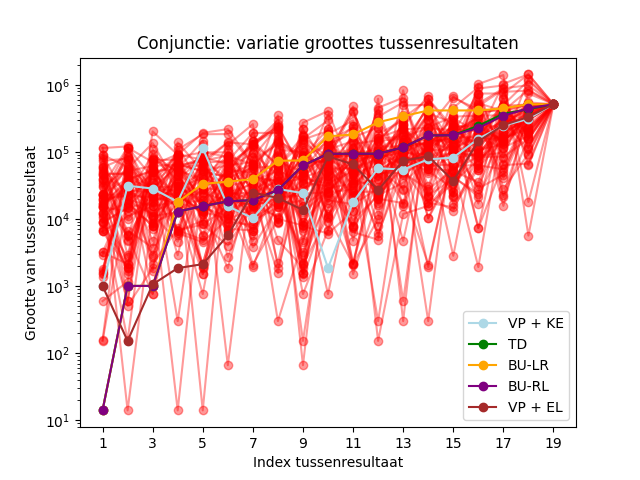 Conjunctie: variatie groottes tussenresultaten
Grootte van tussenresultaat
10⁶
10⁵
10⁴
10³
10²
10¹
1 3 5 7 9 11 13 15 17 19
Index tussenresultaat
VP + KE
TD
BU-LR
BU-RL
VP + EL